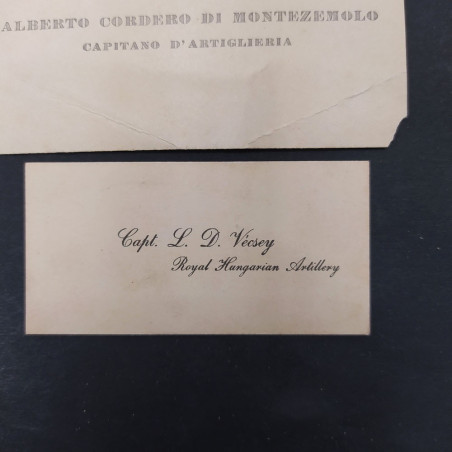 ALBERTO CORDERO DI MONTEZEMOLO
CAPITANO D'ARTIGLIERIA
Capt. L. D. Vécsey
Royal Hungarian Artillery